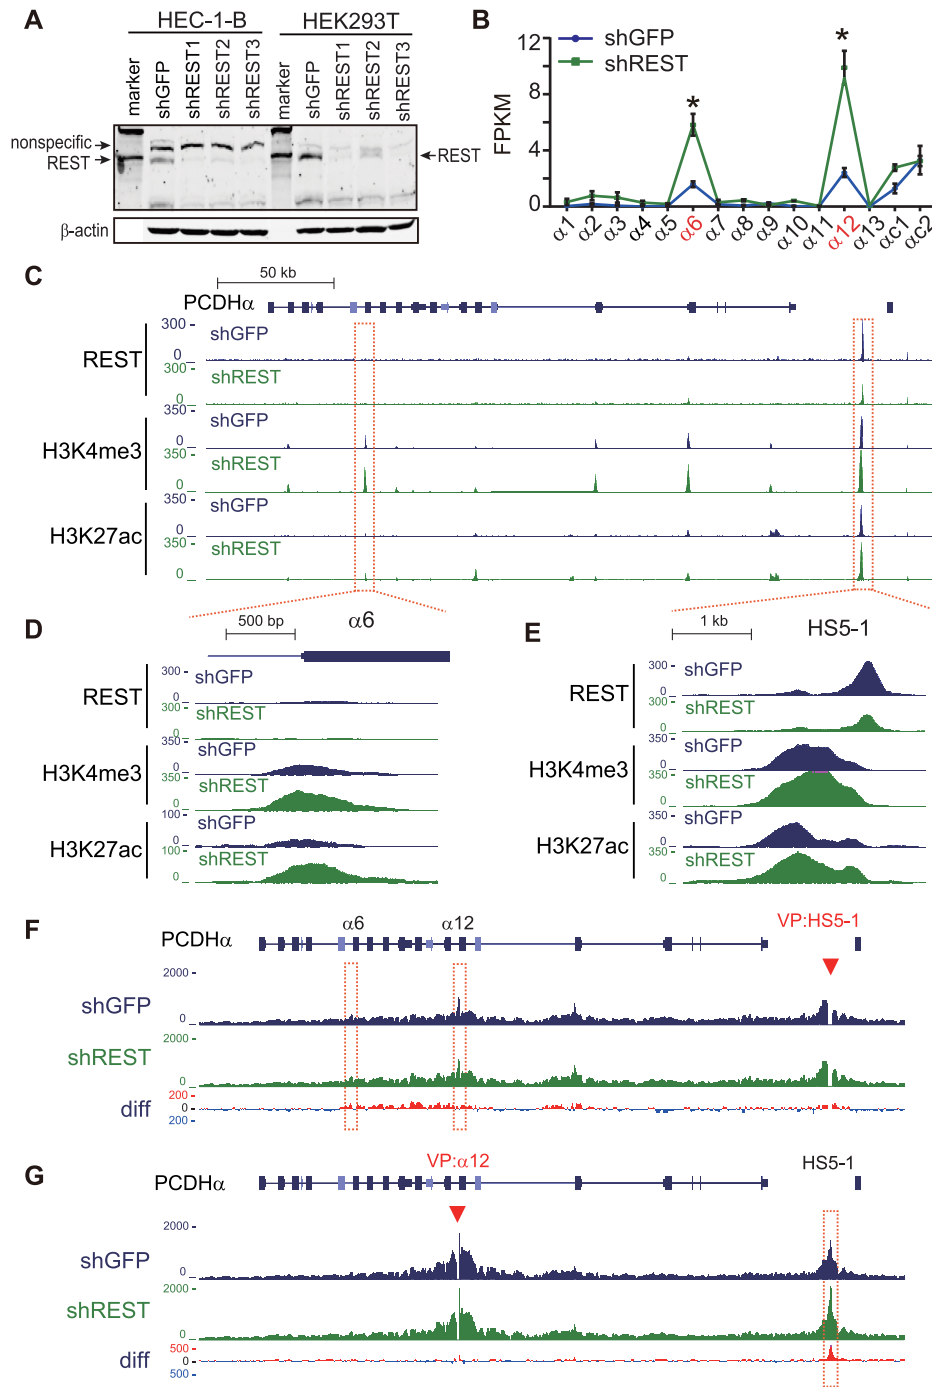 A
HEC-1-B
HEK293T
marker
shGFP
shREST1
shREST2
shREST3
marker
shGFP
shREST1
shREST2
shREST3
nonspecific
REST
REST
β-actin
B
shGFP
shREST
*
*
FPKM
12
8
4
0
α1
α2
α3
α4
α5
α6
α7
α8
α9
α10
α11
α12
α13
αc1
αc2
C
50 kb
PCDHα
REST
300
0
shGFP
300
0
shREST
H3K4me3
350
0
shGFP
350
0
shREST
H3K27ac
350
0
shGFP
350
0
shREST
D
500 bp
α6
REST
300
0
shGFP
300
0
shREST
H3K4me3
350
0
shGFP
350
0
shREST
H3K27ac
100
0
shGFP
100
0
shREST
E
1 kb
HS5-1
REST
300
0
shGFP
300
0
shREST
H3K4me3
350
0
shGFP
350
0
shREST
H3K27ac
350
0
shGFP
350
0
shREST
F
α6
α12
VP:HS5-1
PCDHα
2000
0
shGFP
2000
0
shREST
200
0
200
diff
G
VP:α12
HS5-1
PCDHα
2000
0
shGFP
2000
0
shREST
500
0
500
diff